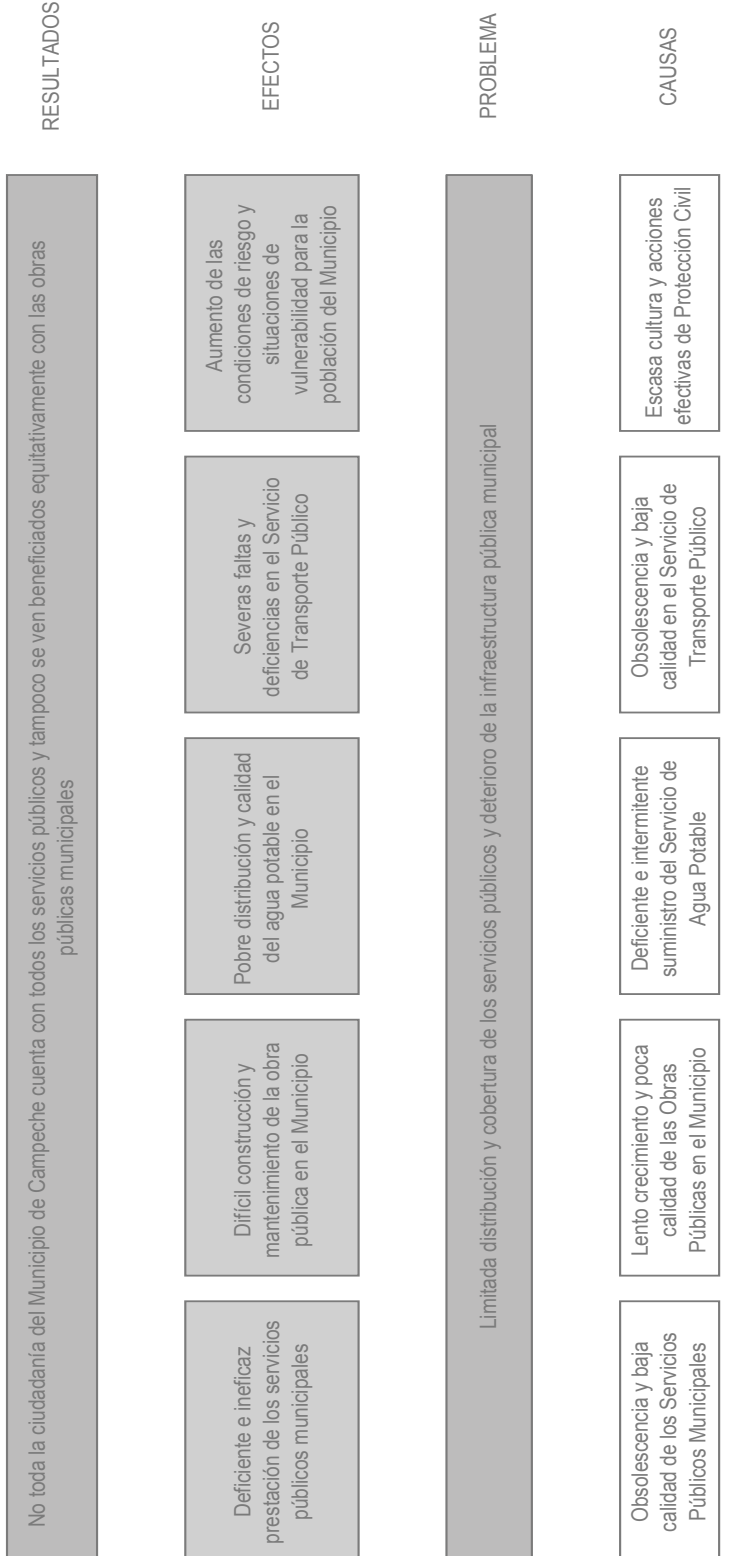 No toda la ciudadanía del Municipio de Campeche cuenta con todos los servicios públicos y tampoco se ven beneficiados equitativamente con las obras
públicas municipales
RESULTADOS
Deficiente e ineficaz
prestación de los servicios
públicos municipales
Difícil construcción y
mantenimiento de la obra
pública en el Municipio
Pobre distribución y calidad
del agua potable en el
Municipio
Severas faltas y
deficiencias en el Servicio
de Transporte Público
Aumento de las
condiciones de riesgo y
situaciones de
vulnerabilidad para la
población del Municipio
EFECTOS
Limitada distribución y cobertura de los servicios públicos y deterioro de la infraestructura pública municipal
PROBLEMA
Obsolescencia y baja
calidad de los Servicios
Públicos Municipales
Lento crecimiento y poca
calidad de las Obras
Públicas en el Municipio
Deficiente e intermitente
suministro del Servicio de
Agua Potable
Obsolescencia y baja
calidad en el Servicio de
Transporte Público
Escasa cultura y acciones
efectivas de Protección Civil
CAUSAS